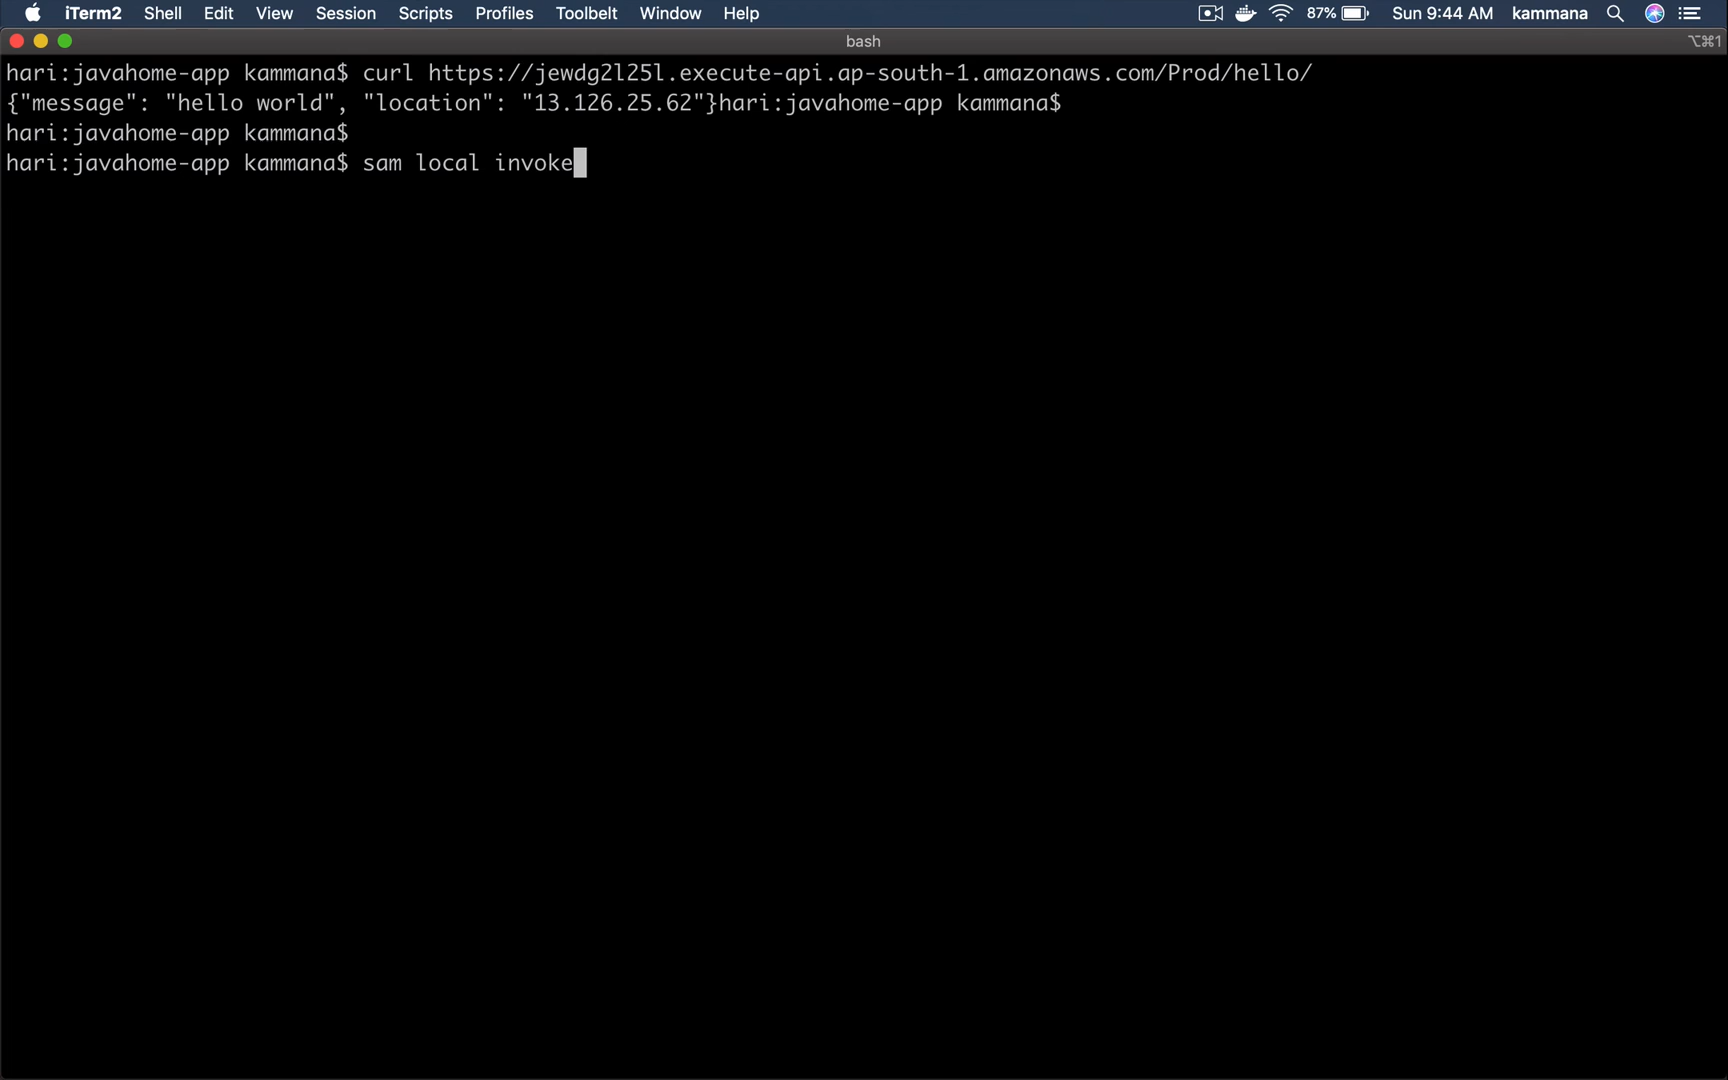 iTerm2 Shell Edit View Session Scripts Profiles Toolbelt Window Help 87% Sun 9:44 AM kammana
bash ⌥⌘1
hari:javahome-app kammana$ curl https://jewdg2l25l.execute-api.ap-south-1.amazonaws.com/Prod/hello/
{"message": "hello world", "location": "13.126.25.62"}hari:javahome-app kammana$
hari:javahome-app kammana$
hari:javahome-app kammana$ sam local invoke